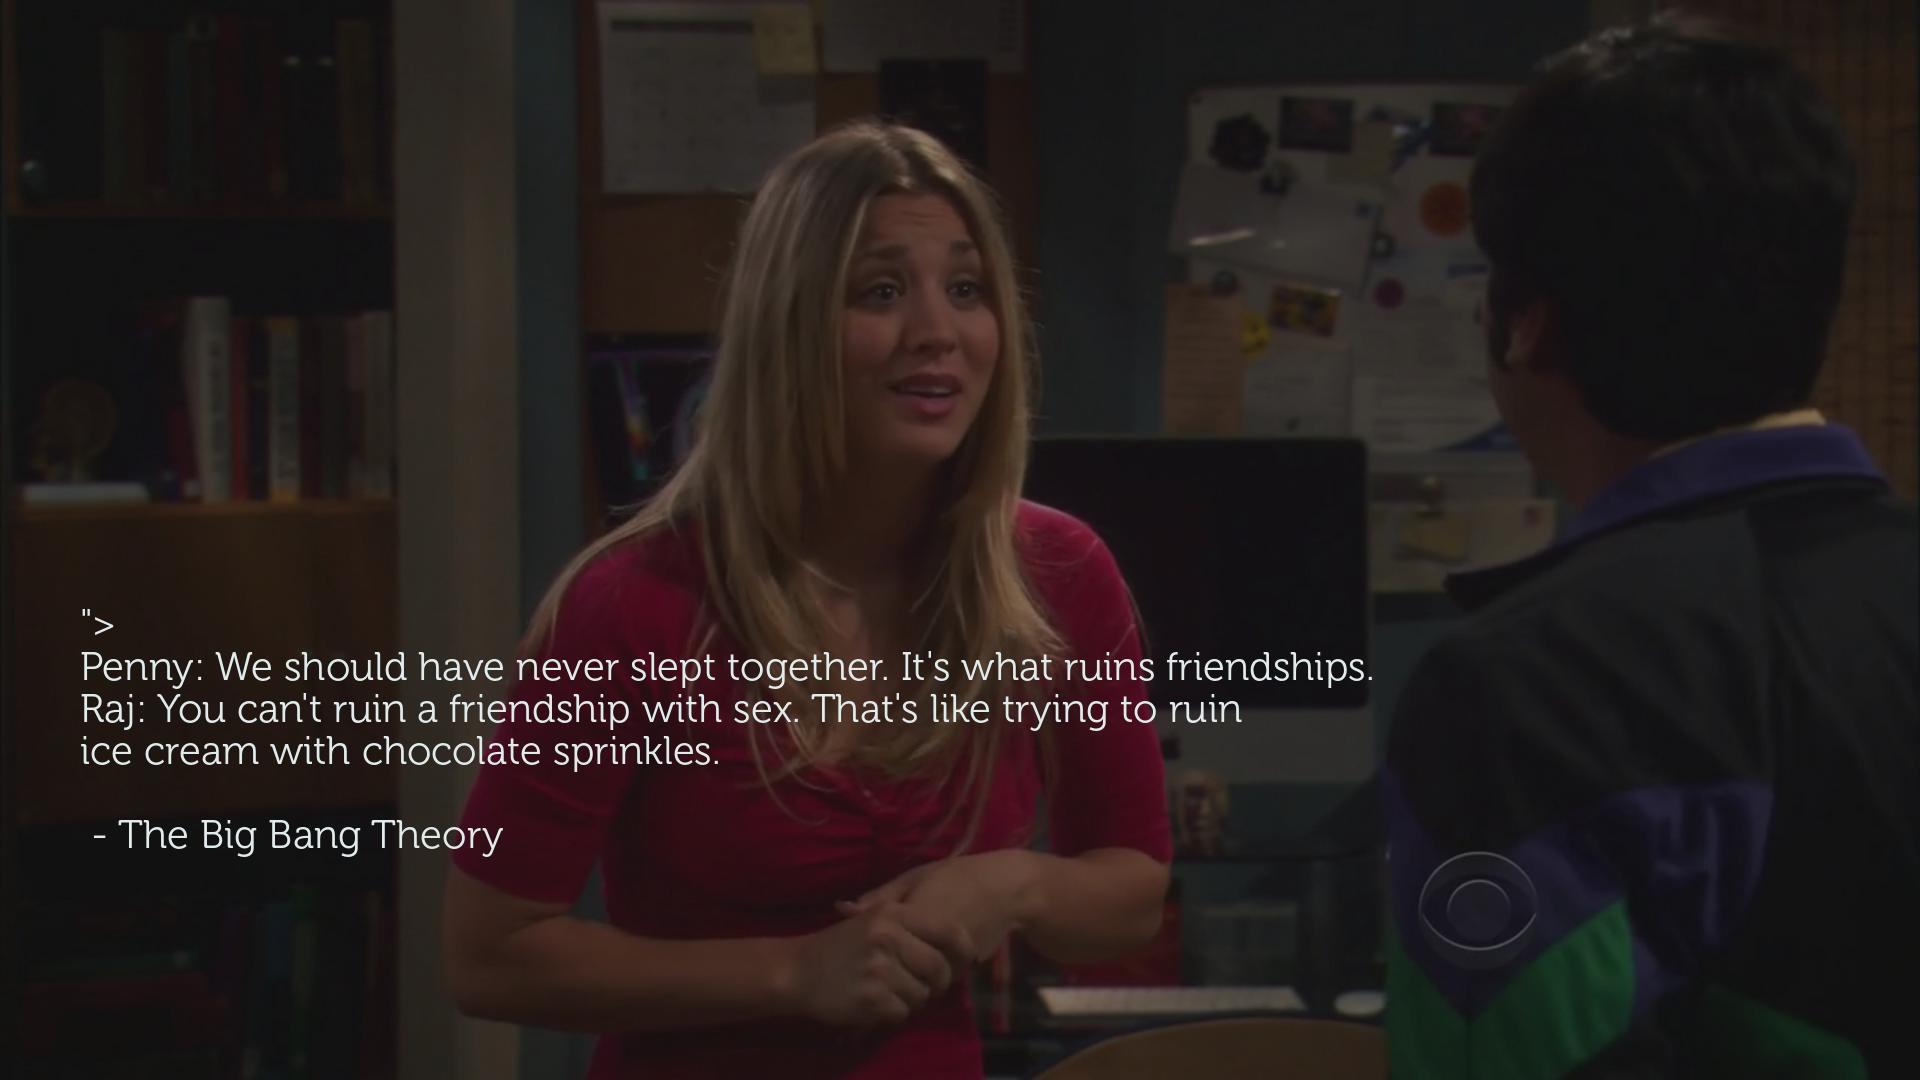 ">
Penny: We should have never slept together. It's what ruins friendships.
Raj: You can't ruin a friendship with sex. That's like trying to ruin
ice cream with chocolate sprinkles.
- The Big Bang Theory